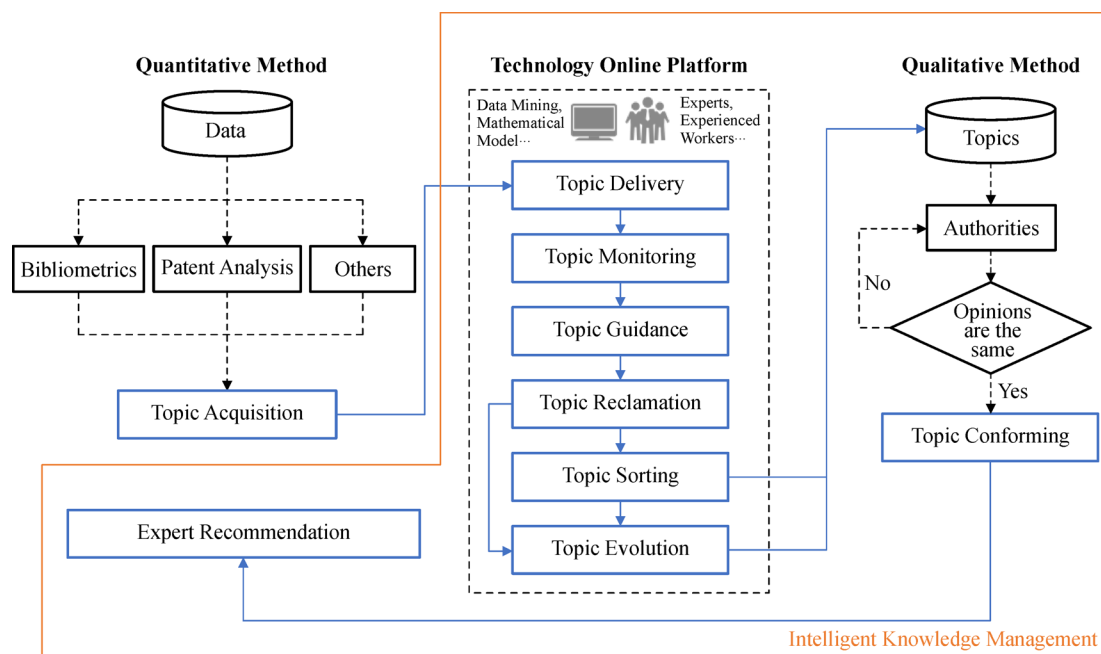 Quantitative Method
Data
Bibliometrics
Patent Analysis
Others
Topic Acquisition
Expert Recommendation
Technology Online Platform
Data Mining,
Mathematical
Model···
Experts,
Experienced
Workers···
Topic Delivery
Topic Monitoring
Topic Guidance
Topic Reclamation
Topic Sorting
Topic Evolution
Qualitative Method
Topics
Authorities
No
Opinions
are the
same
Yes
Topic Conforming
Intelligent Knowledge Management